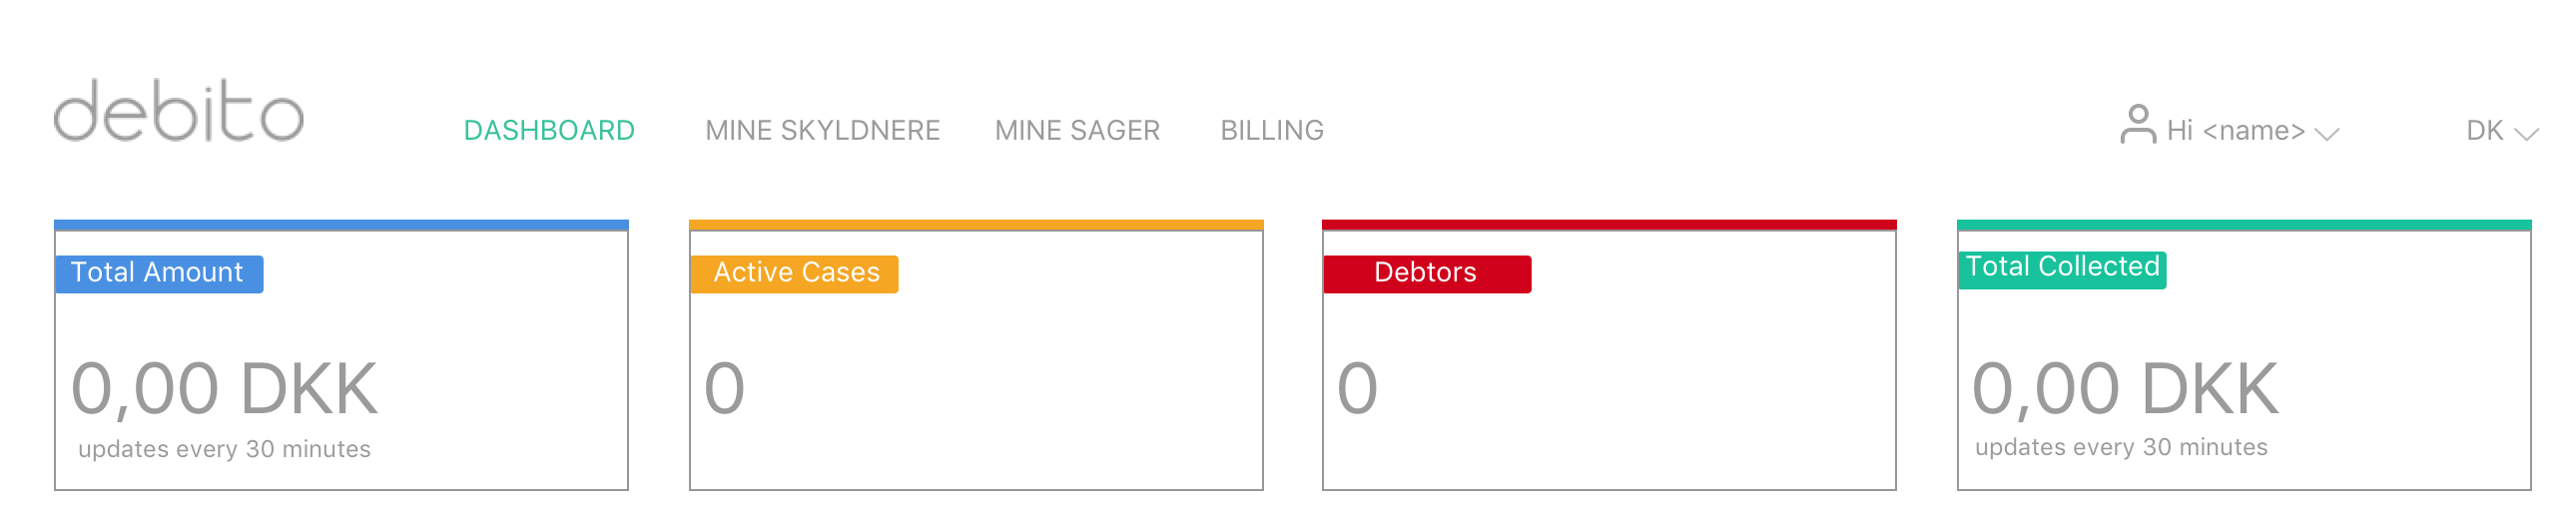 debito
DASHBOARD MINE SKYLDNERE MINE SAGER BILLING Hi <name> DK
Total Amount
0,00 DKK
updates every 30 minutes
Active Cases
0
Debtors
0
Total Collected
0,00 DKK
updates every 30 minutes